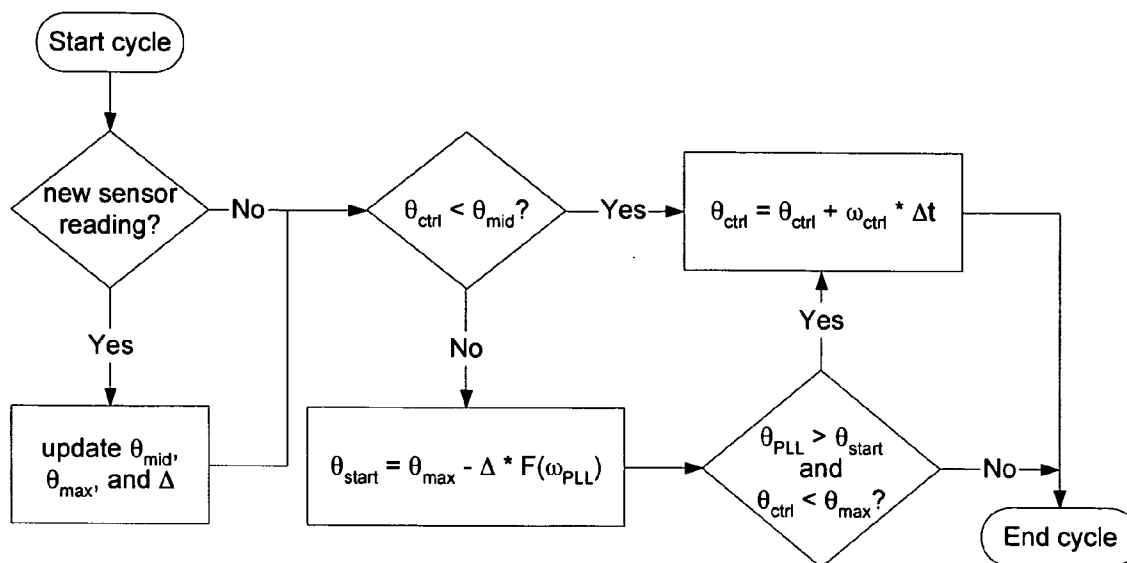 Start cycle
new sensor
reading?
No
Yes
update θmid,
θmax, and Δ
θctrl < θmid?
Yes
No
θctrl = θctrl + ωctrl * Δt
θstart = θmax - Δ * F(ωPLL)
θPLL > θstart
and
θctrl < θmax?
Yes
No
End cycle